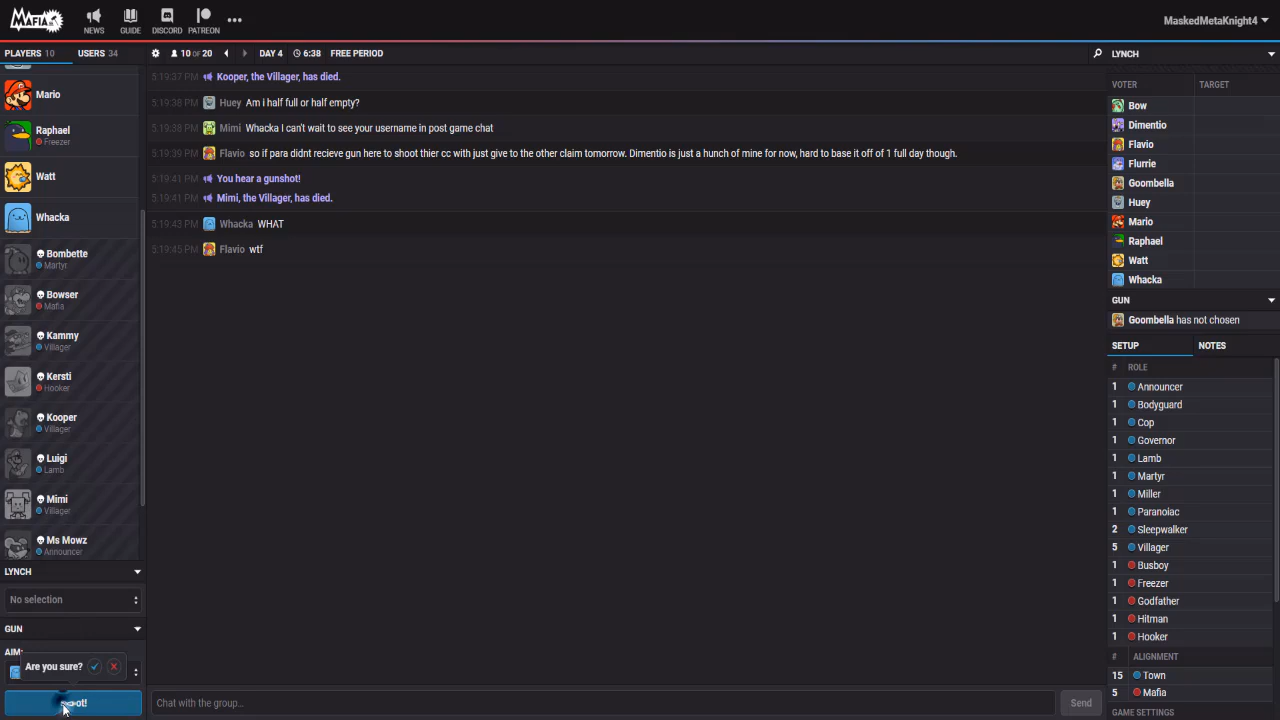 MAFIA
NEWS
GUIDE
DISCORD
PATREON
MaskedMetaKnight4
PLAYERS 10
USERS 34
10 OF 20
DAY 4
6:38
FREE PERIOD
LYNCH
Mario
Raphael
Freezer
Watt
Whacka
Bombette
Martyr
Bowser
Mafia
Kammy
Villager
Kersti
Hooker
Kooper
Villager
Luigi
Lamb
Mimi
Villager
Ms Mowz
Announcer
LYNCH
No selection
GUN
AIM:
Are you sure?
5:19:37 PM Kooper, the Villager, has died.
5:19:38 PM Huey Am i half full or half empty?
5:19:38 PM Mimi Whacka I can't wait to see your username in post game chat
5:19:39 PM Flavio so if para didnt recieve gun here to shoot thier cc with just give to the other claim tomorrow. Dimentio is just a hunch of mine for now, hard to base it off of 1 full day though.
5:19:41 PM You hear a gunshot!
5:19:41 PM Mimi, the Villager, has died.
5:19:43 PM Whacka WHAT
5:19:45 PM Flavio wtf
Chat with the group...
Send
VOTER TARGET
Bow
Dimentio
Flavio
Flurrie
Goombella
Huey
Mario
Raphael
Watt
Whacka
GUN
Goombella has not chosen
SETUP NOTES
# ROLE
1 Announcer
1 Bodyguard
1 Cop
1 Governor
1 Lamb
1 Martyr
1 Miller
1 Paranoiac
2 Sleepwalker
5 Villager
1 Busboy
1 Freezer
1 Godfather
1 Hitman
1 Hooker
# ALIGNMENT
15 Town
5 Mafia
GAME SETTINGS